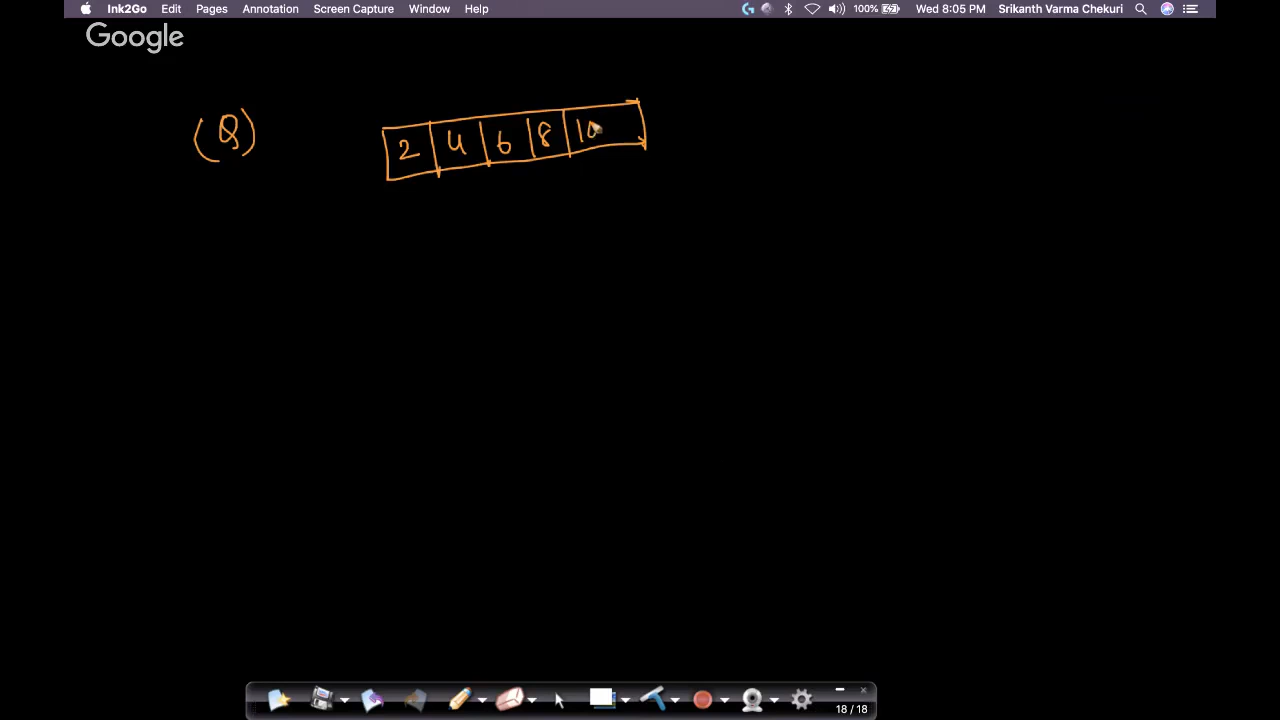 Ink2Go Edit Pages Annotation Screen Capture Window Help 100% Wed 8:05 PM Srikanth Varma Chekuri
Google
(Q) 2 4 6 8 10
18 / 18